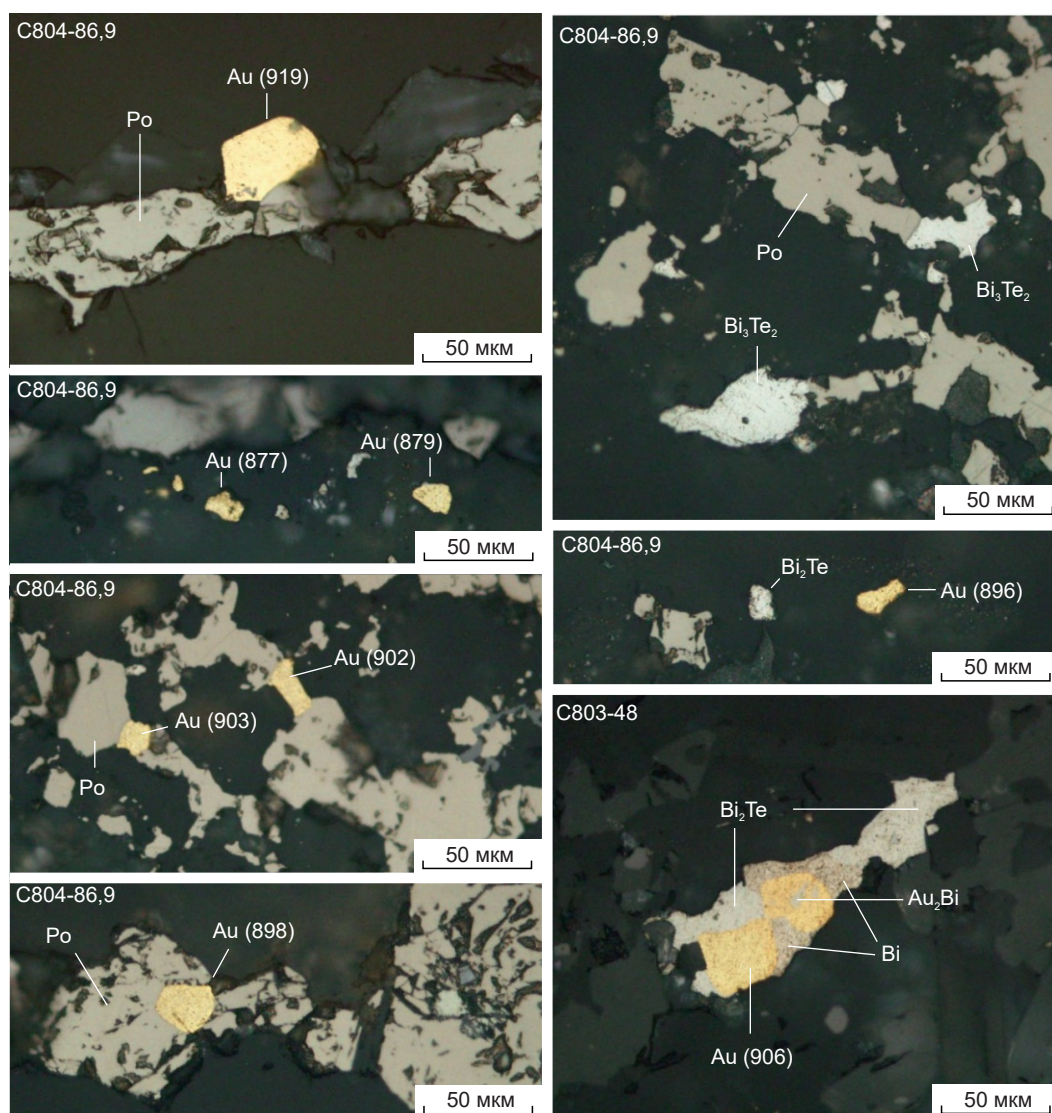 C804-86,9
Au (919)
Po
50 мкм
C804-86,9
Au (877)
Au (879)
50 мкм
C804-86,9
Au (902)
Au (903)
Po
50 мкм
C804-86,9
Po
Au (898)
50 мкм
C804-86,9
Po
Bi₃Te₂
Bi₃Te₂
50 мкм
C804-86,9
Bi₂Te
Au (896)
50 мкм
C803-48
Bi₂Te
Au₂Bi
Bi
Au (906)
50 мкм